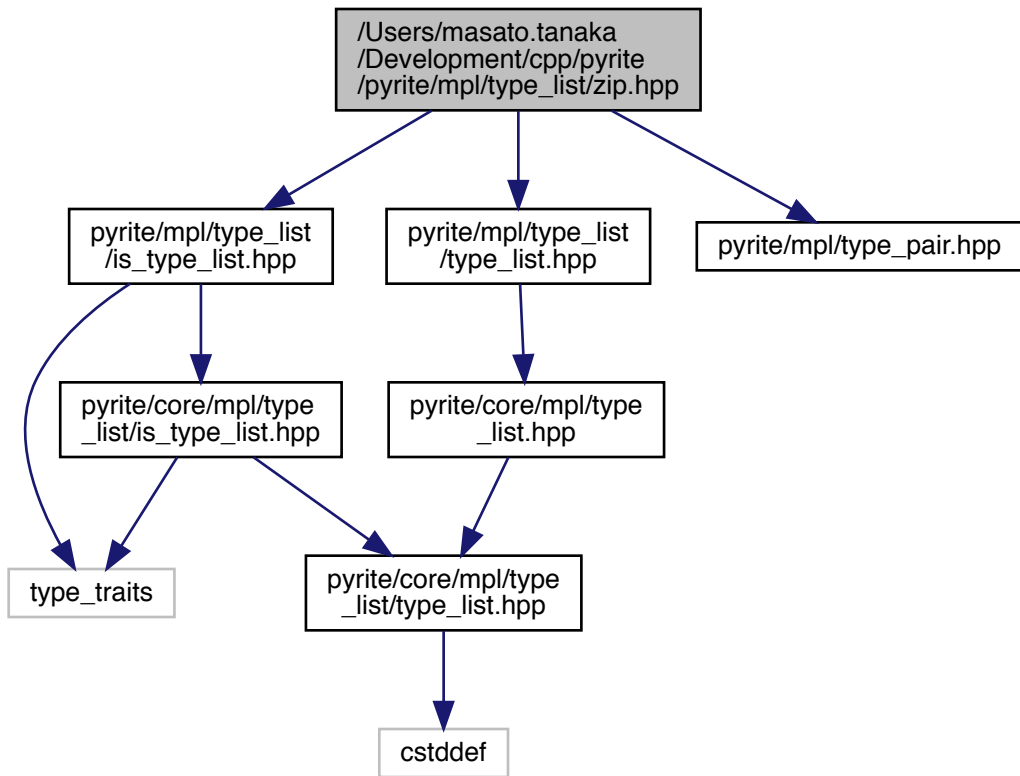 /Users/masato.tanaka
/Development/cpp/pyrite
/pyrite/mpl/type_list/zip.hpp
pyrite/mpl/type_list
/is_type_list.hpp
pyrite/mpl/type_list
/type_list.hpp
pyrite/mpl/type_pair.hpp
pyrite/core/mpl/type
_list/is_type_list.hpp
pyrite/core/mpl/type
_list.hpp
type_traits
pyrite/core/mpl/type
_list/type_list.hpp
cstddef